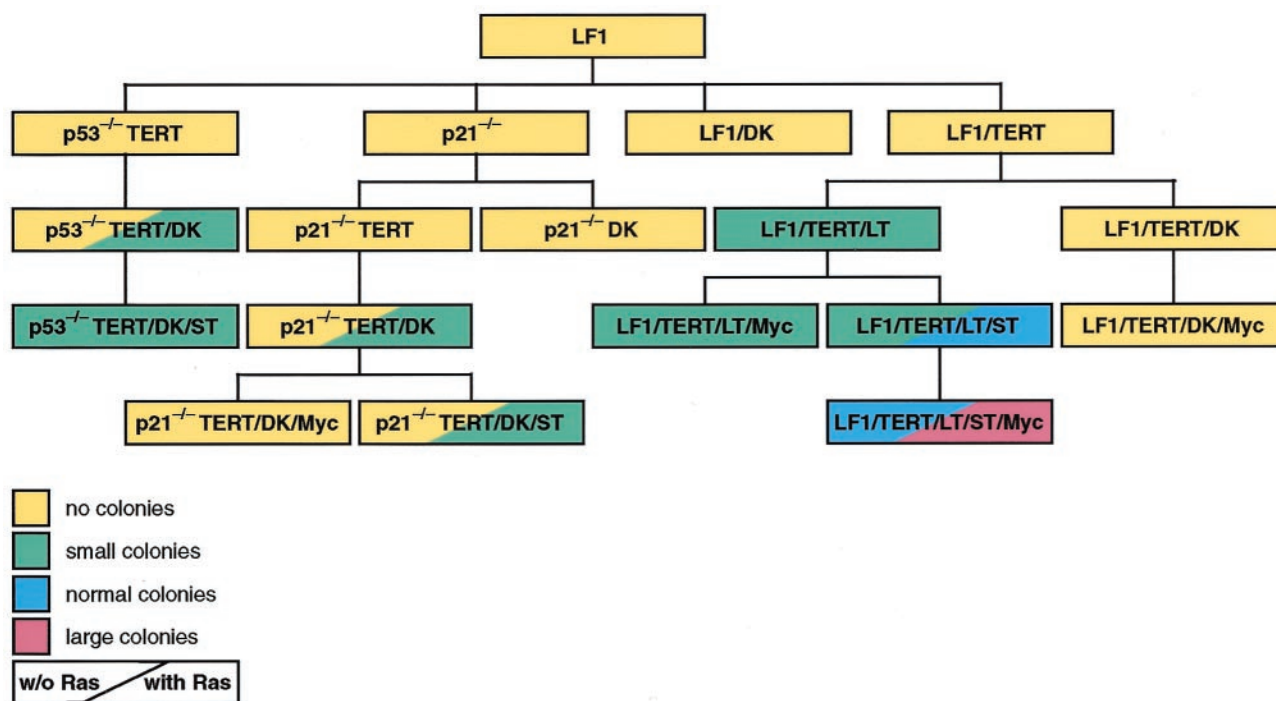 LF1
p53–/– TERT
p21–/–
LF1/DK
LF1/TERT
p53–/– TERT/DK
p21–/– TERT
p21–/– DK
LF1/TERT/LT
LF1/TERT/DK
p53–/– TERT/DK/ST
p21–/– TERT/DK
LF1/TERT/LT/Myc
LF1/TERT/LT/ST
LF1/TERT/DK/Myc
p21–/– TERT/DK/Myc
p21–/– TERT/DK/ST
LF1/TERT/LT/ST/Myc
no colonies
small colonies
normal colonies
large colonies
w/o Ras
with Ras